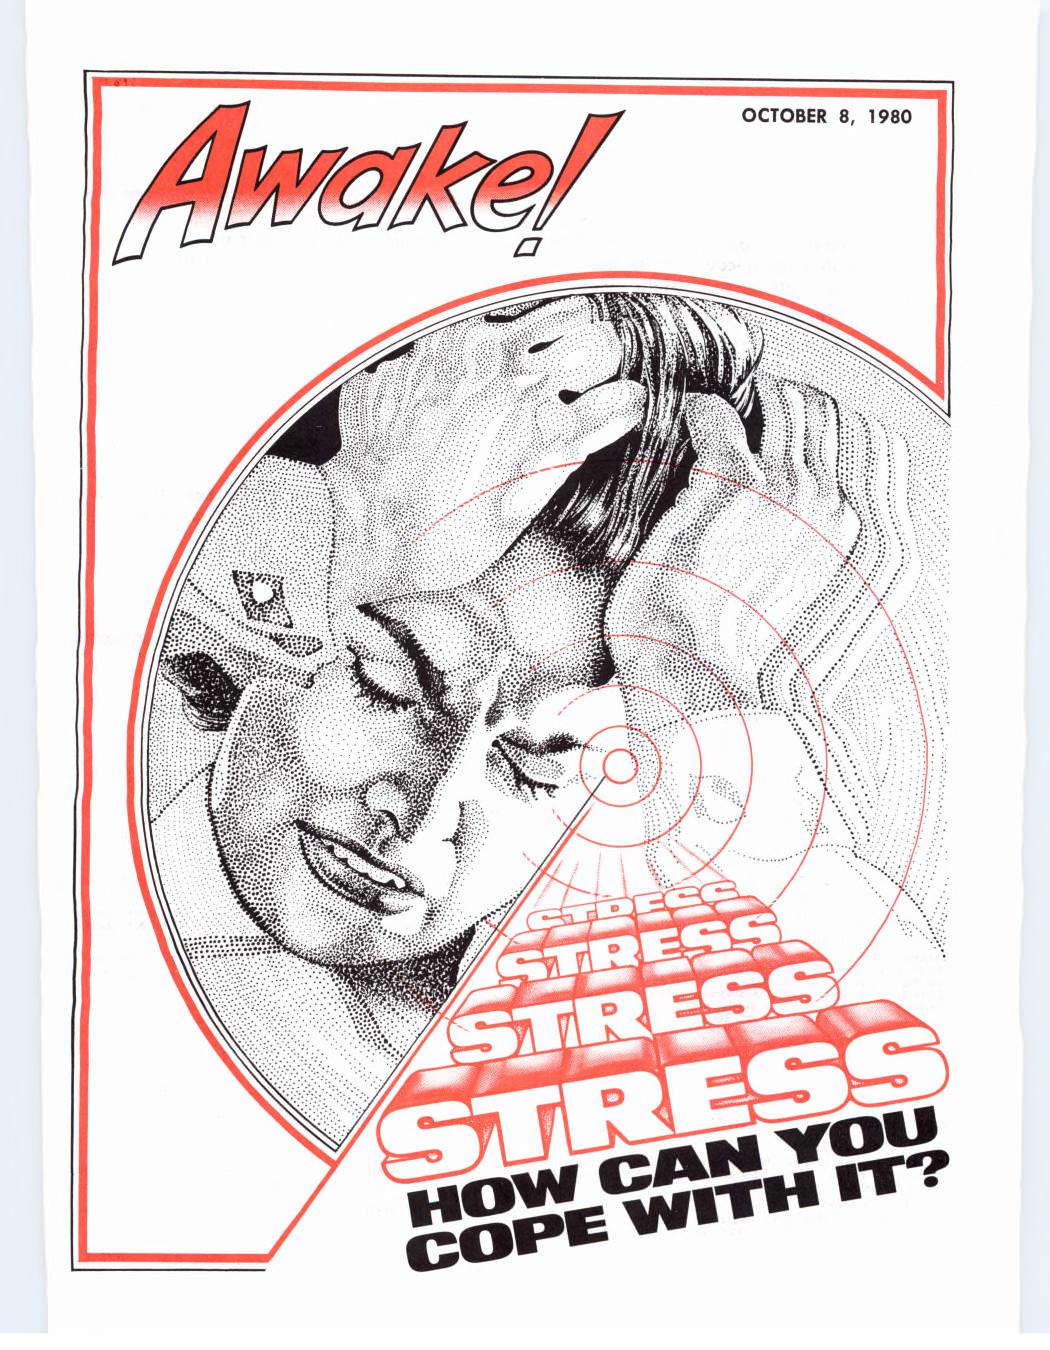 Awake!
OCTOBER 8, 1980
STRESS
STRESS
STRESS
STRESS
HOW CAN YOU
COPE WITH IT?